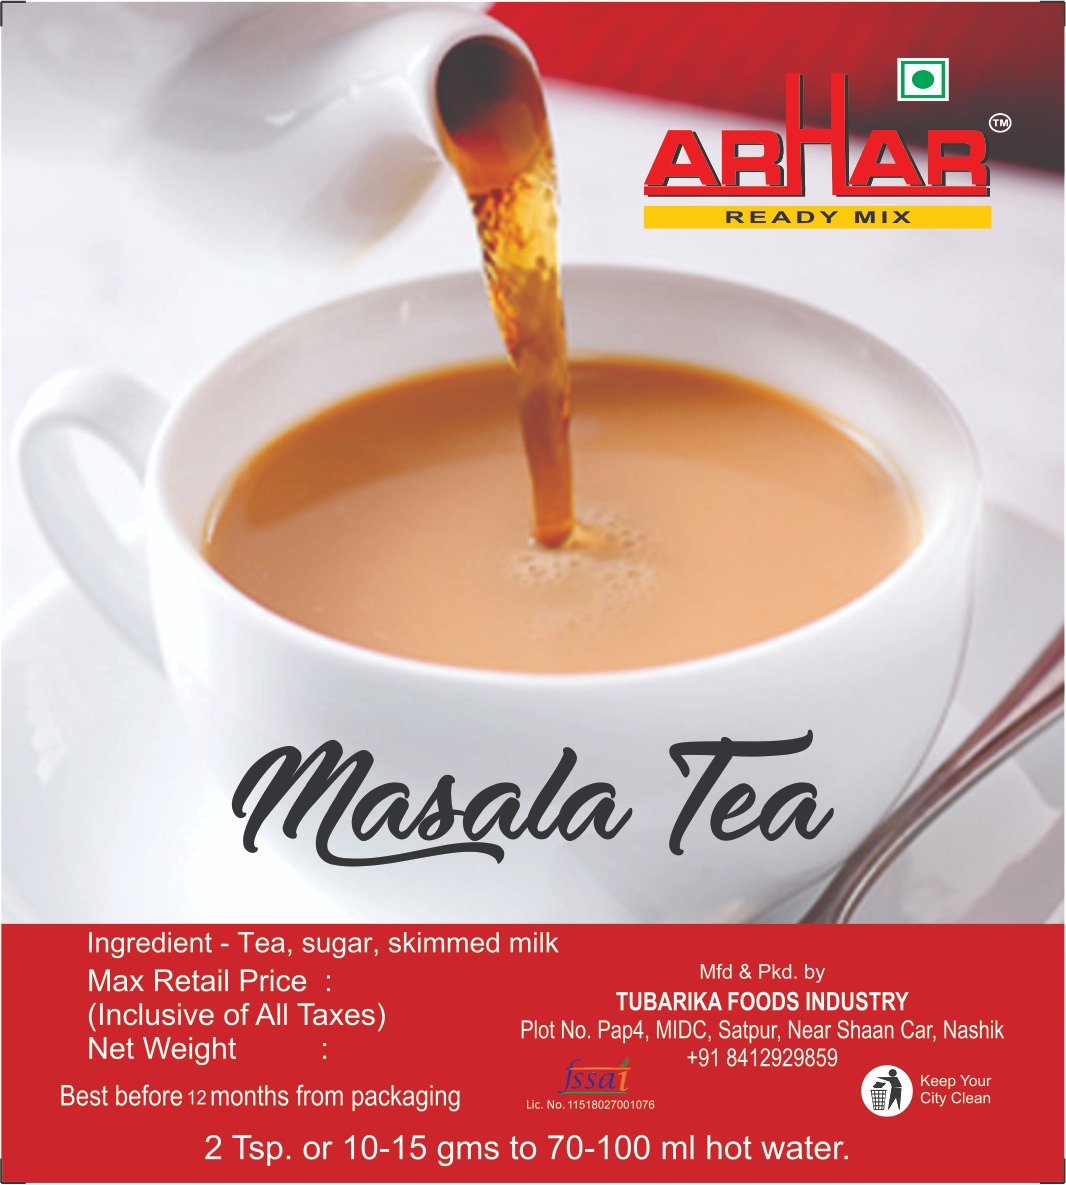 ARHAR
TM
READY MIX
Masala Tea
Ingredient - Tea, sugar, skimmed milk
Max Retail Price :
(Inclusive of All Taxes)
Net Weight :
Best before 12 months from packaging
Mfd & Pkd. by
TUBARIKA FOODS INDUSTRY
Plot No. Pap4, MIDC, Satpur, Near Shaan Car, Nashik
+91 8412929859
fssai
Lic. No. 11518027001076
Keep Your
City Clean
2 Tsp. or 10-15 gms to 70-100 ml hot water.